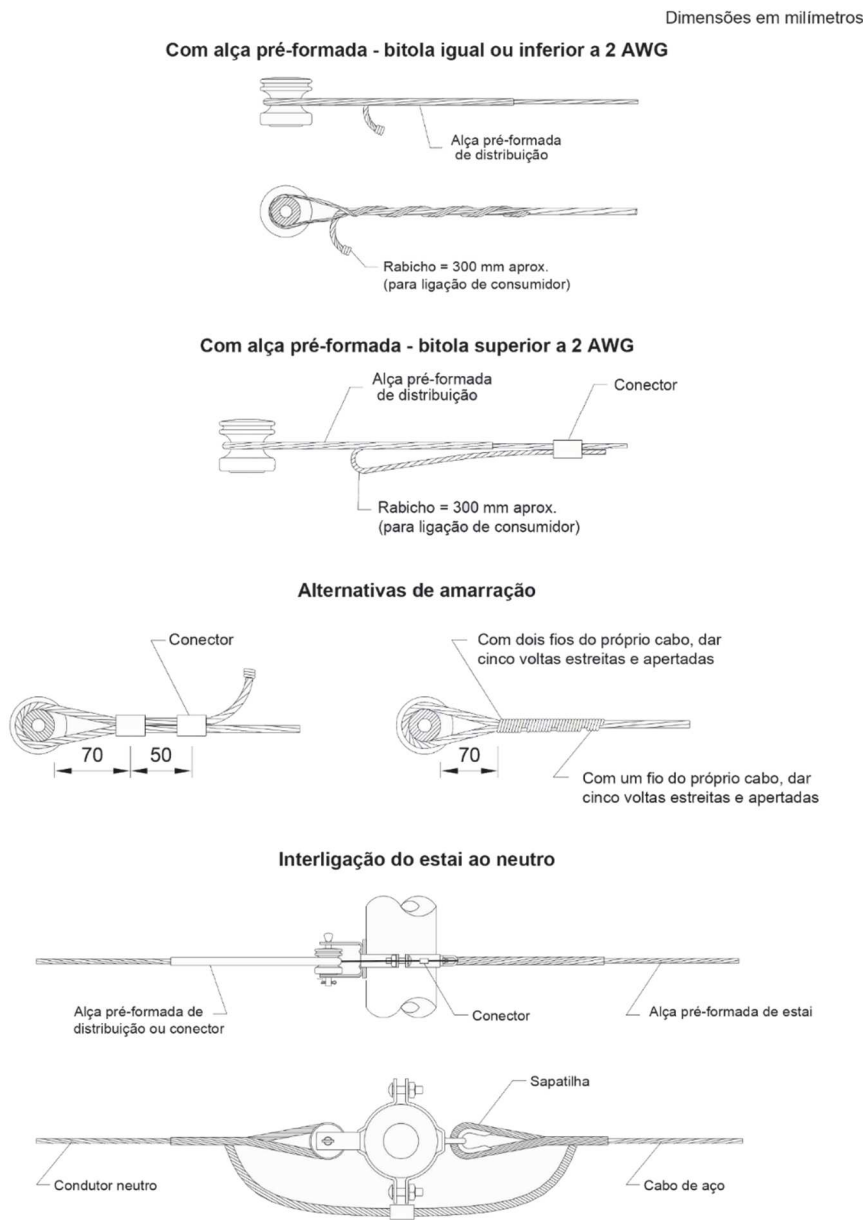 Dimensões em milímetros
Com alça pré-formada - bitola igual ou inferior a 2 AWG
Alça pré-formada
de distribuição
Rabicho = 300 mm aprox.
(para ligação de consumidor)
Com alça pré-formada - bitola superior a 2 AWG
Alça pré-formada
de distribuição
Conector
Rabicho = 300 mm aprox.
(para ligação de consumidor)
Alternativas de amarração
Conector
70
50
Com dois fios do próprio cabo, dar
cinco voltas estreitas e apertadas
70
Com um fio do próprio cabo, dar
cinco voltas estreitas e apertadas
Interligação do estai ao neutro
Alça pré-formada de
distribuição ou conector
Conector
Alça pré-formada de estai
Sapatilha
Condutor neutro
Cabo de aço